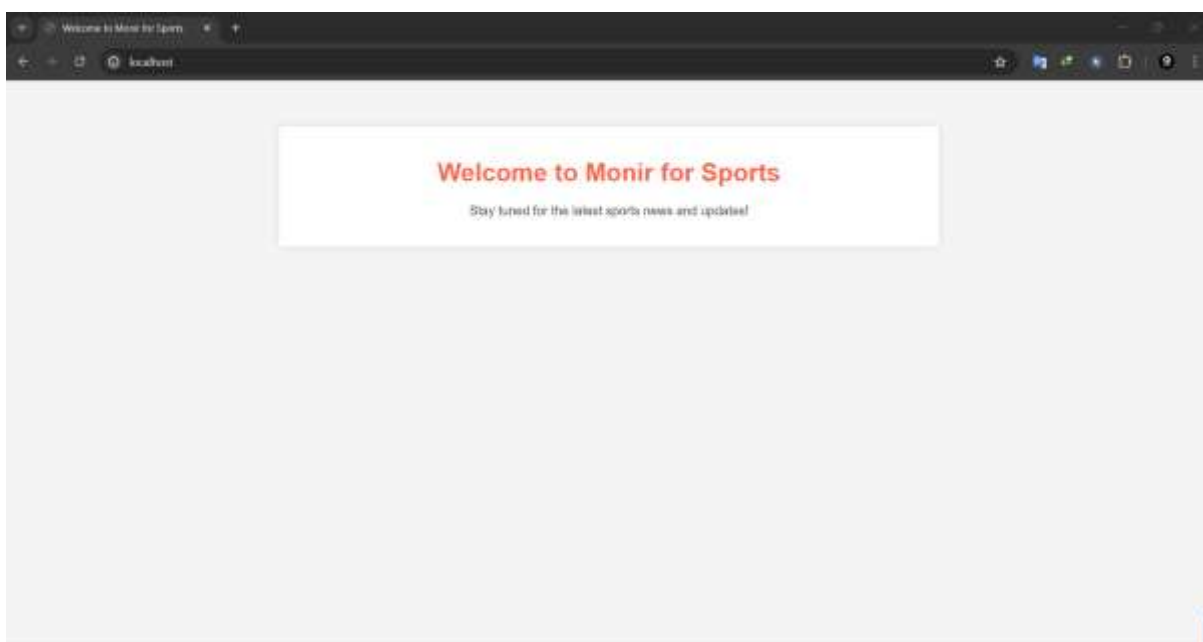 Welcome to Monir for Sports
localhost
Welcome to Monir for Sports
Stay tuned for the latest sports news and updates!